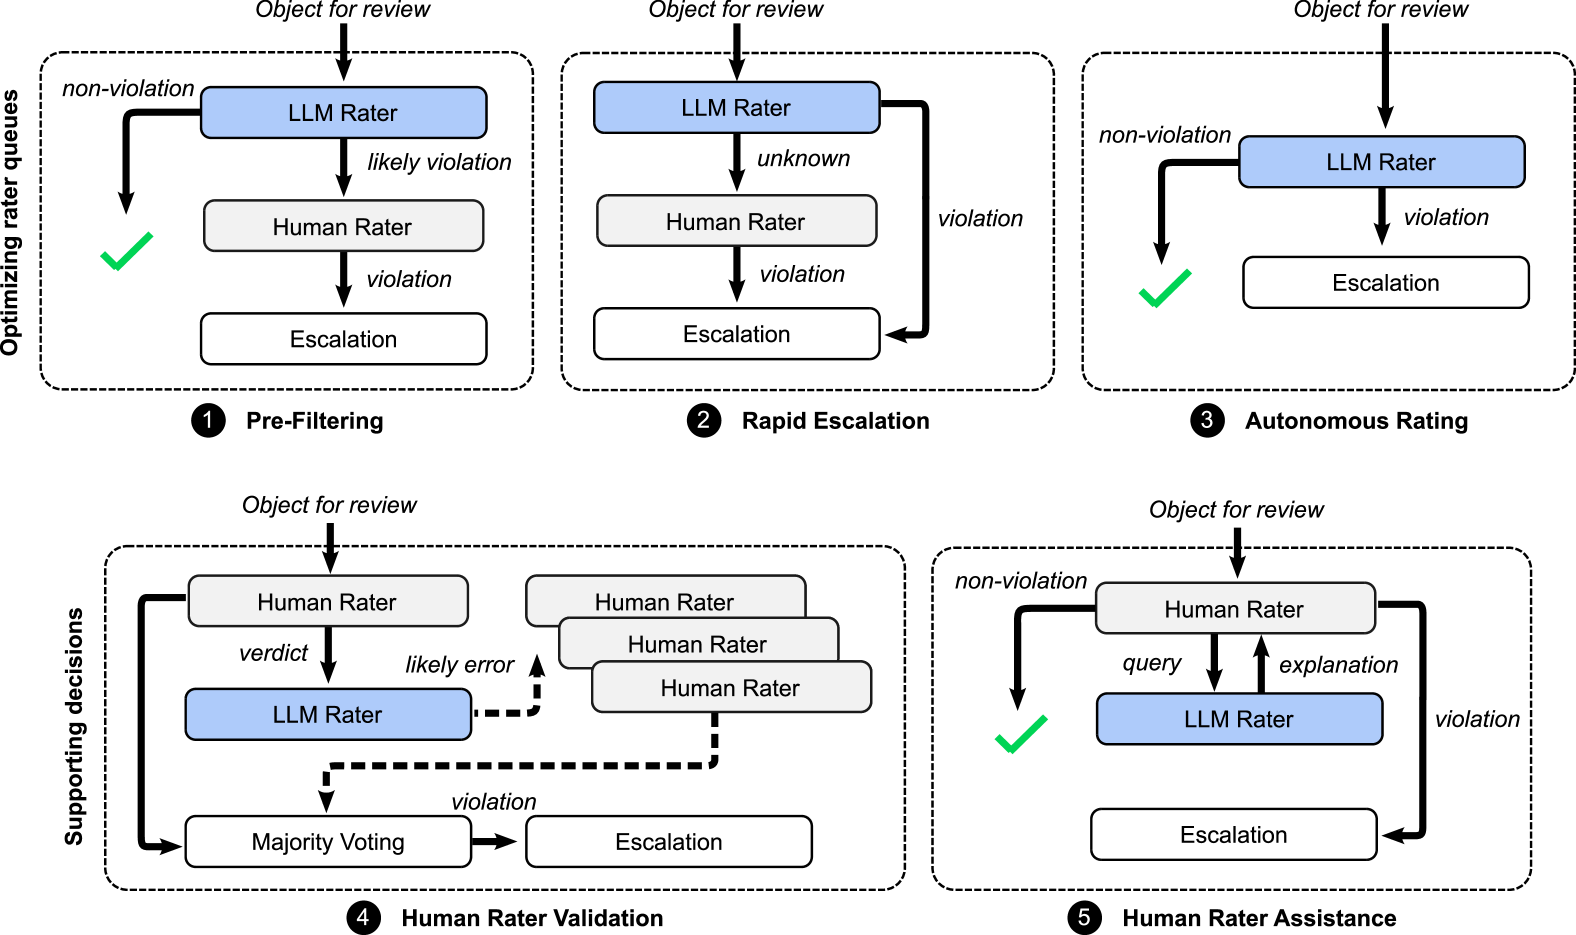 Optimizing rater queues
Object for review
non-violation
LLM Rater
likely violation
Human Rater
violation
Escalation
1 Pre-Filtering
Object for review
LLM Rater
unknown
Human Rater
violation
violation
Escalation
2 Rapid Escalation
Object for review
non-violation
LLM Rater
violation
Escalation
3 Autonomous Rating
Supporting decisions
Object for review
Human Rater
verdict
LLM Rater
likely error
Human Rater
Human Rater
Human Rater
Majority Voting
violation
Escalation
4 Human Rater Validation
Object for review
non-violation
Human Rater
query
explanation
LLM Rater
violation
Escalation
5 Human Rater Assistance